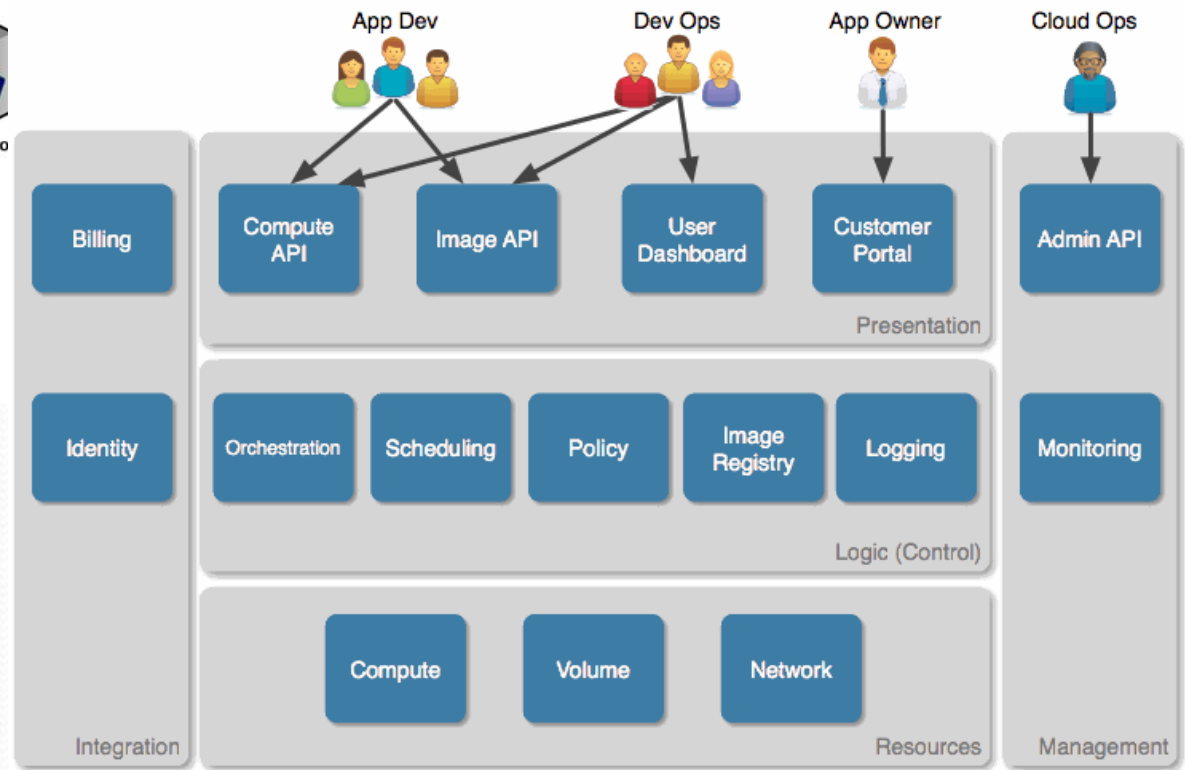 App Dev
Dev Ops
App Owner
Cloud Ops
Billing
Compute
API
Image API
User
Dashboard
Customer
Portal
Admin API
Presentation
Identity
Orchestration
Scheduling
Policy
Image
Registry
Logging
Monitoring
Logic (Control)
Compute
Volume
Network
Integration
Resources
Management